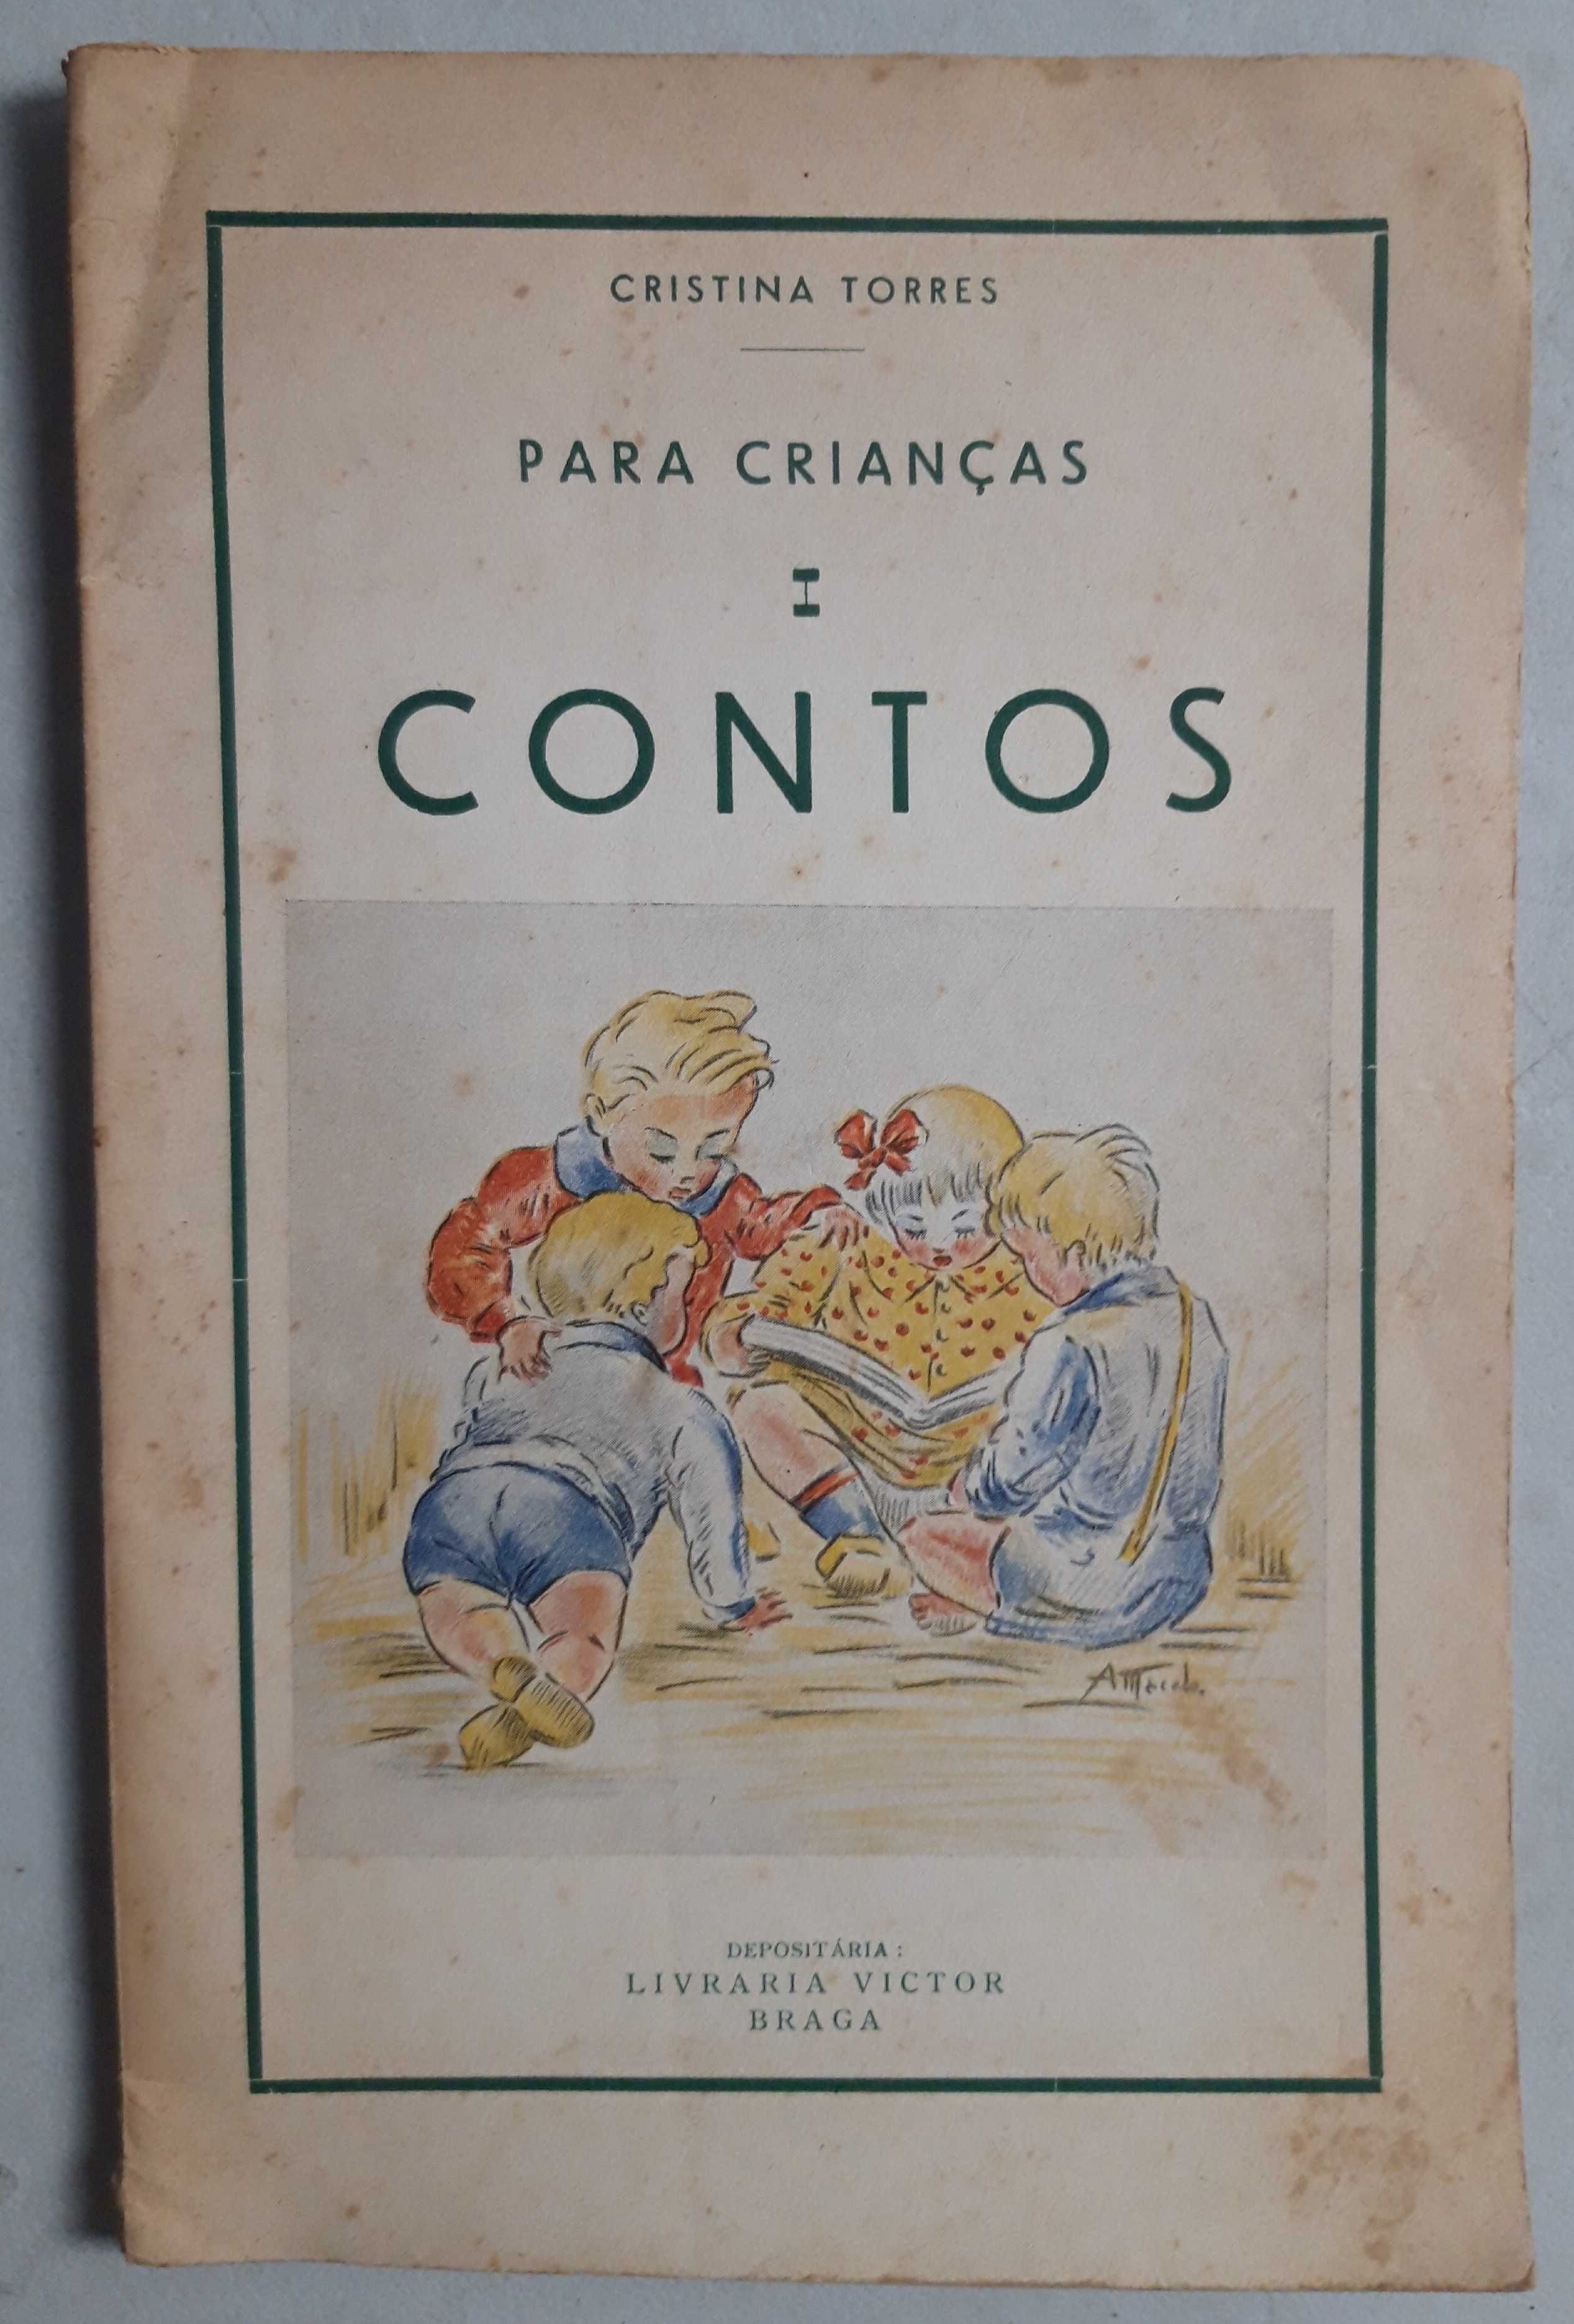 CRISTINA TORRES
PARA CRIANÇAS
I
CONTOS
DEPOSITÁRIA :
LIVRARIA VICTOR
BRAGA